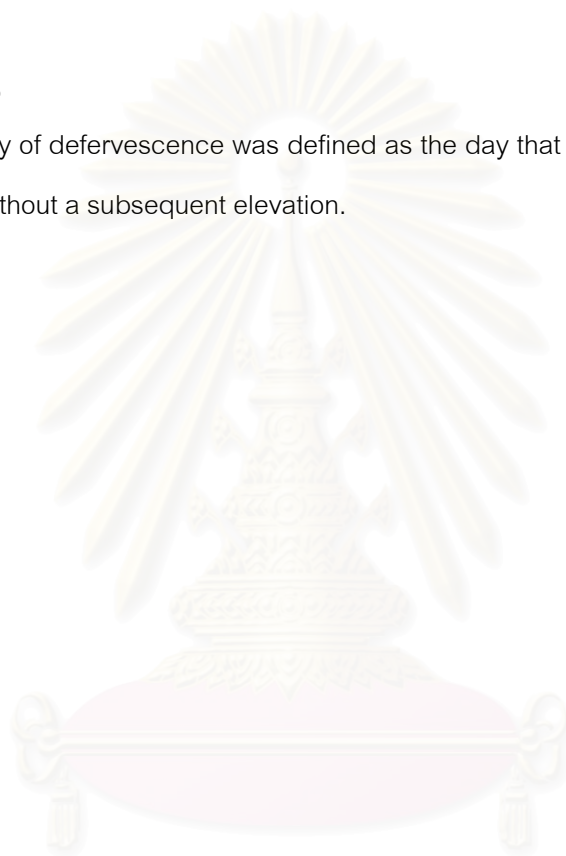 y of defervescence was defined as the day that
thout a subsequent elevation.